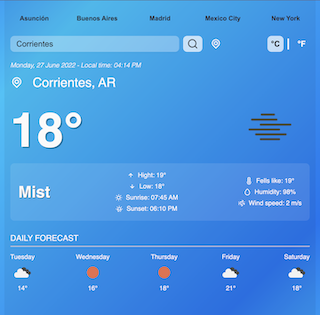 Asunción Buenos Aires Madrid Mexico City New York
Corrientes °C | °F
Monday, 27 June 2022 - Local time: 04:14 PM
Corrientes, AR
18°
Mist
Hight: 19°
Low: 18°
Sunrise: 07:45 AM
Sunset: 06:10 PM
Fells like: 19°
Humidity: 98%
Wind speed: 2 m/s
DAILY FORECAST
Tuesday Wednesday Thursday Friday Saturday
14° 16° 18° 21° 18°